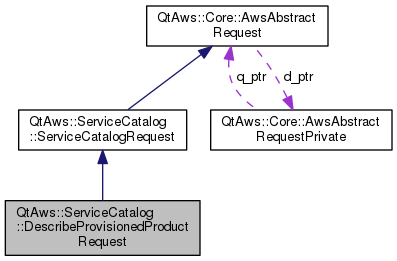 QtAws::Core::AwsAbstract
Request
q_ptr
d_ptr
QtAws::ServiceCatalog
::ServiceCatalogRequest
QtAws::Core::AwsAbstract
RequestPrivate
QtAws::ServiceCatalog
::DescribeProvisionedProduct
Request